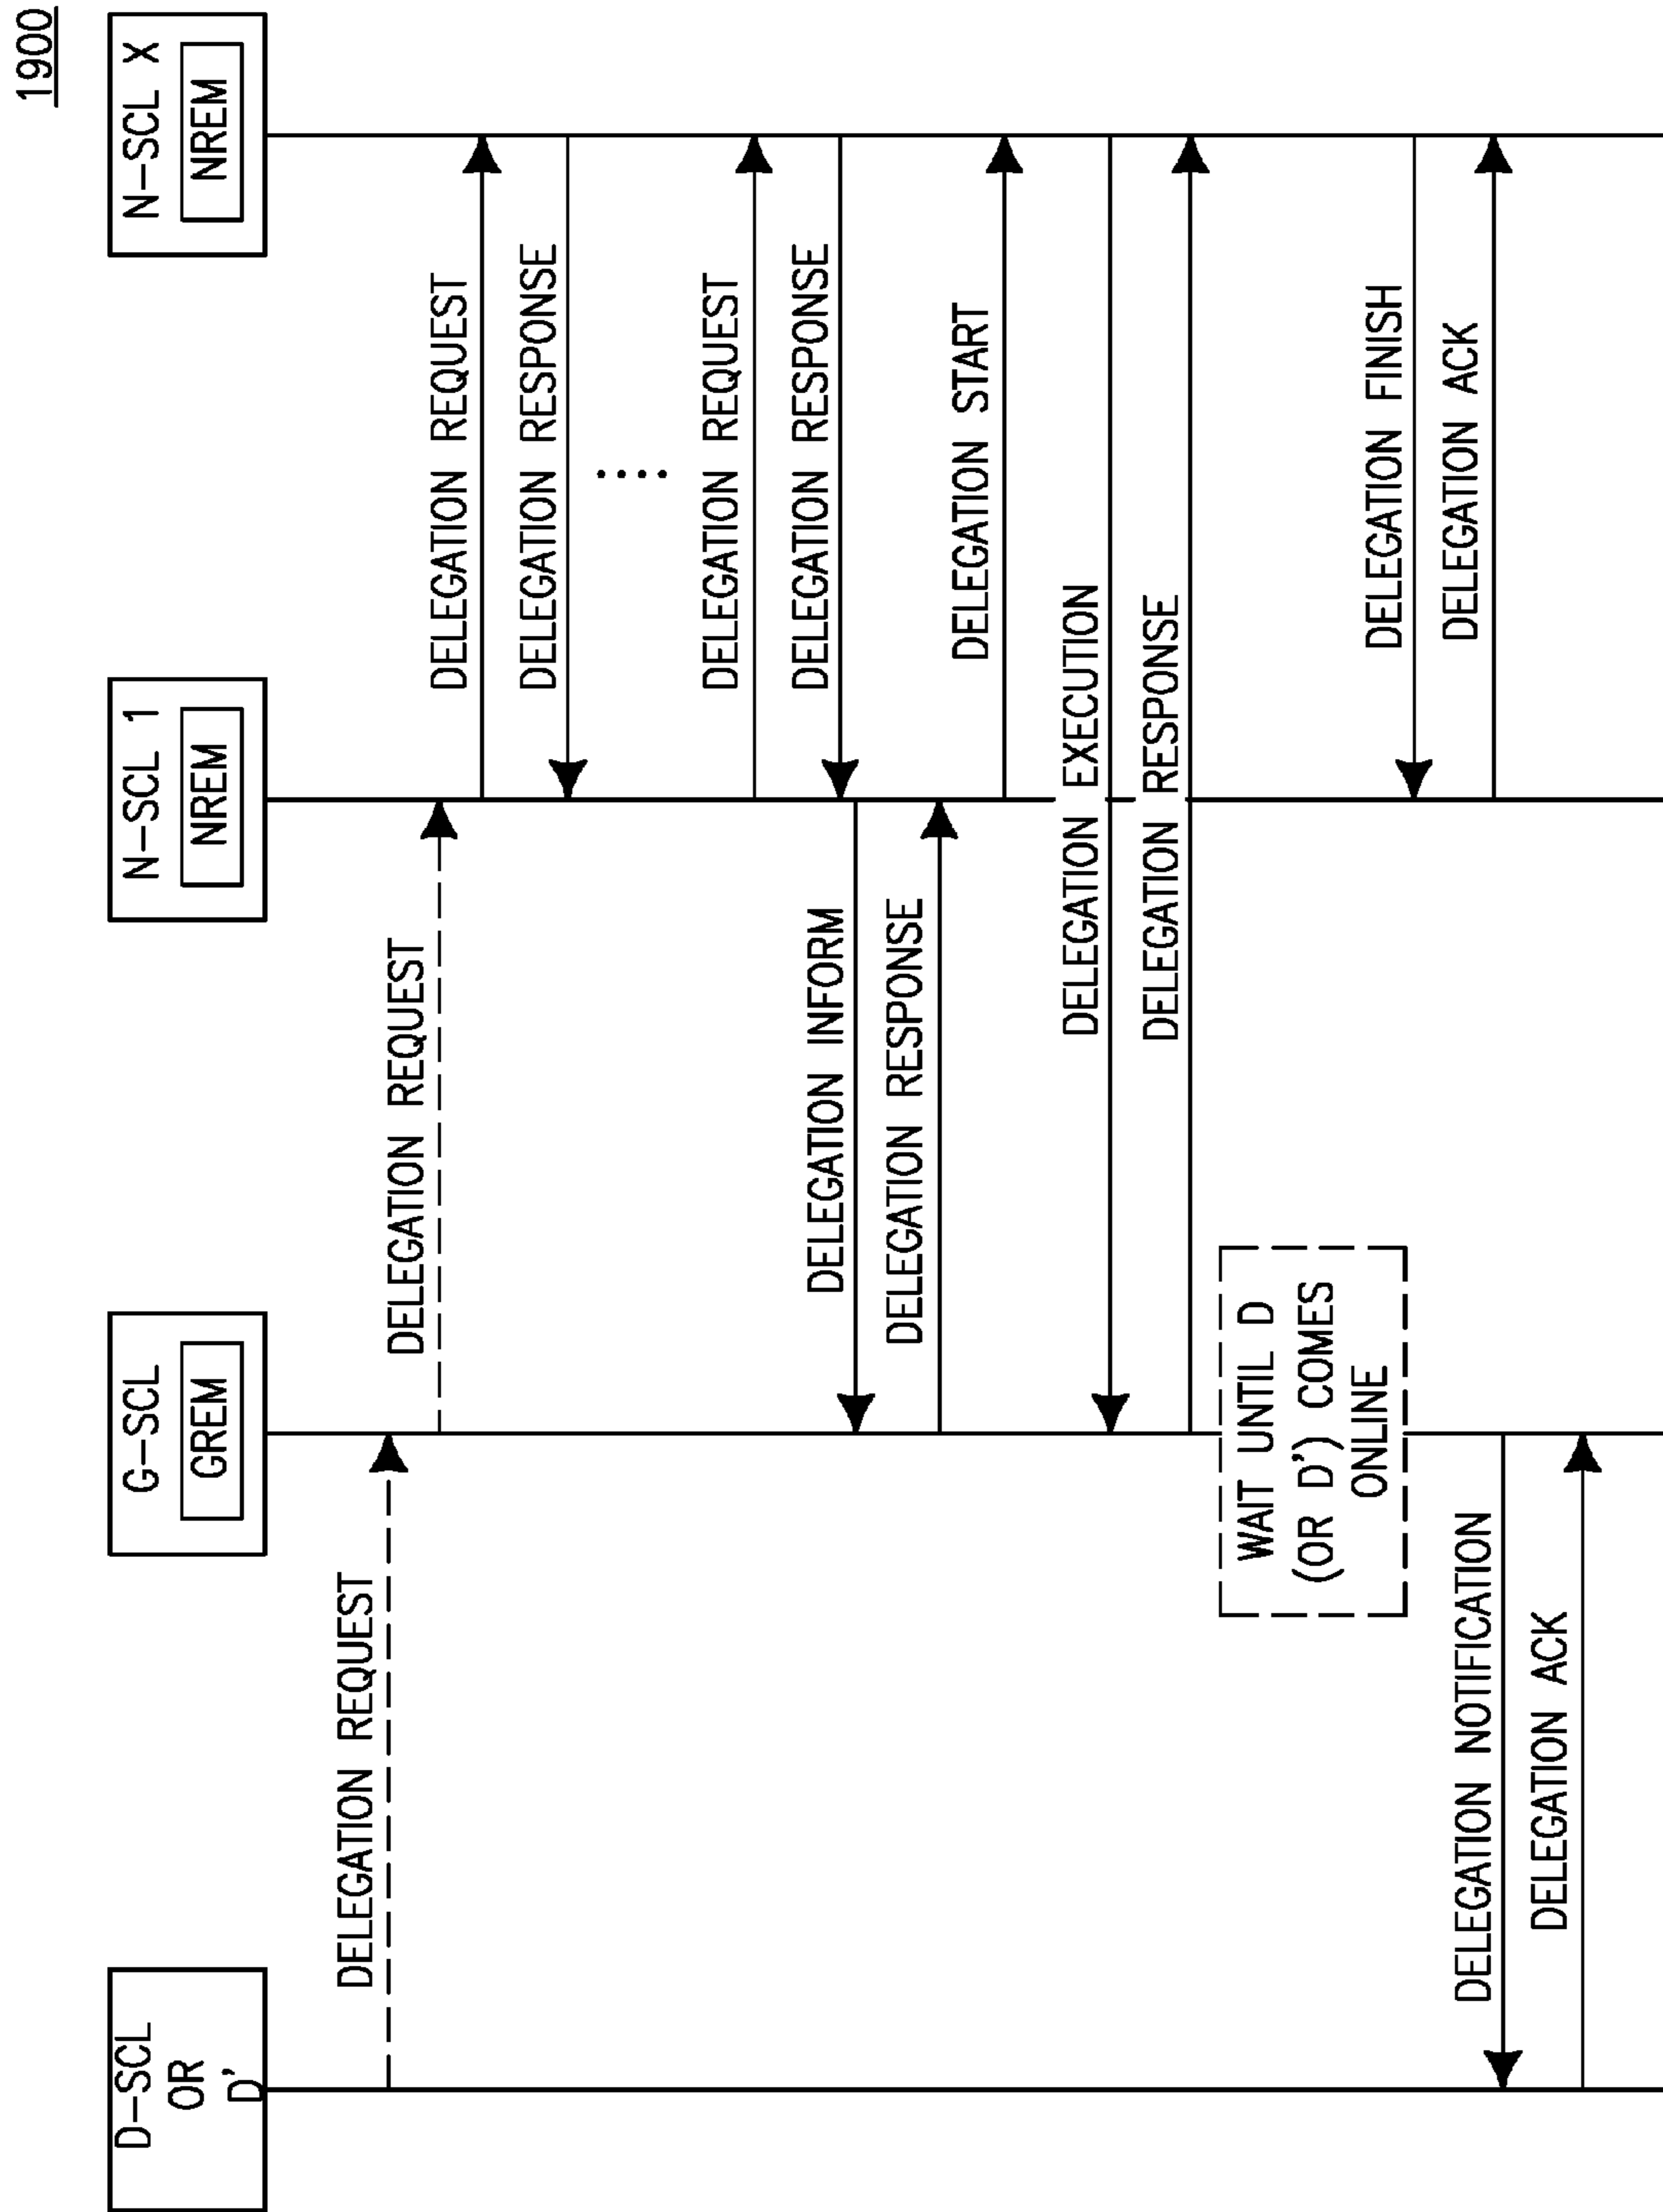 1900
D-SCL
OR
D'
G-SCL
GREM
N-SCL 1
NREM
N-SCL X
NREM
DELEGATION REQUEST
DELEGATION REQUEST
DELEGATION REQUEST
DELEGATION RESPONSE
....
DELEGATION REQUEST
DELEGATION RESPONSE
DELEGATION INFORM
DELEGATION RESPONSE
DELEGATION START
DELEGATION EXECUTION
DELEGATION RESPONSE
WAIT UNTIL D
(OR D') COMES
ONLINE
DELEGATION FINISH
DELEGATION ACK
DELEGATION NOTIFICATION
DELEGATION ACK